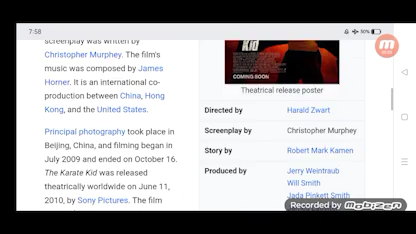 7:58
30%
screenplay was written by
Christopher Murphey. The film's
music was composed by James
Horner. It is an international co-
production between China, Hong
Kong, and the United States.
Principal photography took place in
Beijing, China, and filming began in
July 2009 and ended on October 16.
The Karate Kid was released
theatrically worldwide on June 11,
2010, by Sony Pictures. The film
KID
COMING SOON
Theatrical release poster
Directed by Harald Zwart
Screenplay by Christopher Murphey
Story by Robert Mark Kamen
Produced by Jerry Weintraub
Will Smith
Jada Pinkett Smith
Recorded by Mobizen